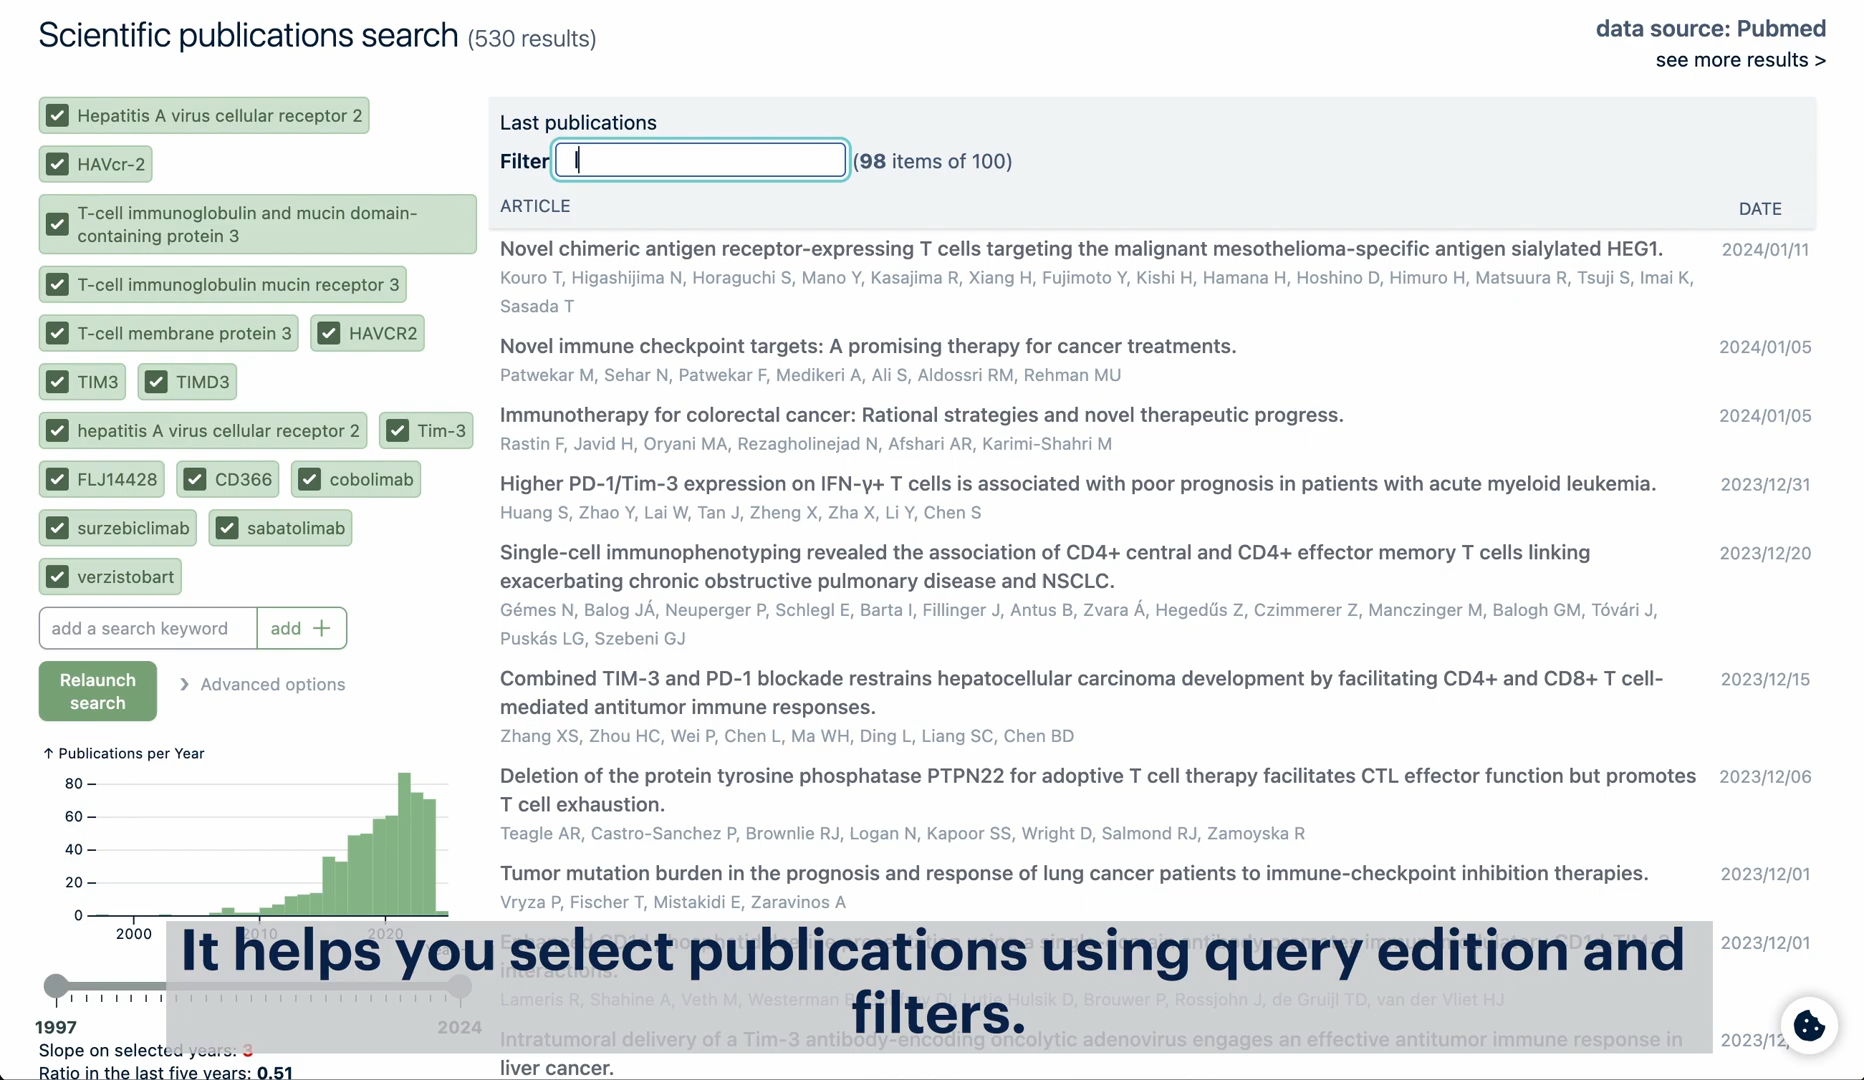 Scientific publications search (530 results)
data source: Pubmed
see more results >
Hepatitis A virus cellular receptor 2
HAVcr-2
T-cell immunoglobulin and mucin domain-
containing protein 3
T-cell immunoglobulin mucin receptor 3
T-cell membrane protein 3
HAVCR2
TIM3
TIMD3
hepatitis A virus cellular receptor 2
Tim-3
FLJ14428
CD366
cobolimab
surzebiclimab
sabatolimab
verzistobart
add a search keyword
add +
Relaunch
search
Advanced options
↑ Publications per Year
80
60
40
20
0
2000
2010
2020
1997
2024
Slope on selected years: 3
Ratio in the last five years: 0.51
Last publications
Filter
(98 items of 100)
ARTICLE
DATE
Novel chimeric antigen receptor-expressing T cells targeting the malignant mesothelioma-specific antigen sialylated HEG1.
2024/01/11
Kouro T, Higashijima N, Horaguchi S, Mano Y, Kasajima R, Xiang H, Fujimoto Y, Kishi H, Hamana H, Hoshino D, Himuro H, Matsuura R, Tsuji S, Imai K,
Sasada T
Novel immune checkpoint targets: A promising therapy for cancer treatments.
2024/01/05
Patwekar M, Sehar N, Patwekar F, Medikeri A, Ali S, Aldossri RM, Rehman MU
Immunotherapy for colorectal cancer: Rational strategies and novel therapeutic progress.
2024/01/05
Rastin F, Javid H, Oryani MA, Rezagholinejad N, Afshari AR, Karimi-Shahri M
Higher PD-1/Tim-3 expression on IFN-γ+ T cells is associated with poor prognosis in patients with acute myeloid leukemia.
2023/12/31
Huang S, Zhao Y, Lai W, Tan J, Zheng X, Zha X, Li Y, Chen S
Single-cell immunophenotyping revealed the association of CD4+ central and CD4+ effector memory T cells linking
exacerbating chronic obstructive pulmonary disease and NSCLC.
2023/12/20
Gémes N, Balog JÁ, Neuperger P, Schlegl E, Barta I, Fillinger J, Antus B, Zvara Á, Hegedűs Z, Czimmerer Z, Manczinger M, Balogh GM, Tóvári J,
Puskás LG, Szebeni GJ
Combined TIM-3 and PD-1 blockade restrains hepatocellular carcinoma development by facilitating CD4+ and CD8+ T cell-
mediated antitumor immune responses.
2023/12/15
Zhang XS, Zhou HC, Wei P, Chen L, Ma WH, Ding L, Liang SC, Chen BD
Deletion of the protein tyrosine phosphatase PTPN22 for adoptive T cell therapy facilitates CTL effector function but promotes
T cell exhaustion.
2023/12/06
Teagle AR, Castro-Sanchez P, Brownlie RJ, Logan N, Kapoor SS, Wright D, Salmond RJ, Zamoyska R
Tumor mutation burden in the prognosis and response of lung cancer patients to immune-checkpoint inhibition therapies.
2023/12/01
Vryza P, Fischer T, Mistakidi E, Zaravinos A
interactions.
2023/12/01
Lameris R, Shahine A, Veth M, Westerman B, Hulsik D, Brouwer P, Rossjohn J, de Gruijl TD, van der Vliet HJ
Intratumoral delivery of a Tim-3 antibody-encoding oncolytic adenovirus engages an effective antitumor immune response in
liver cancer.
2023/12/
It helps you select publications using query edition and
filters.